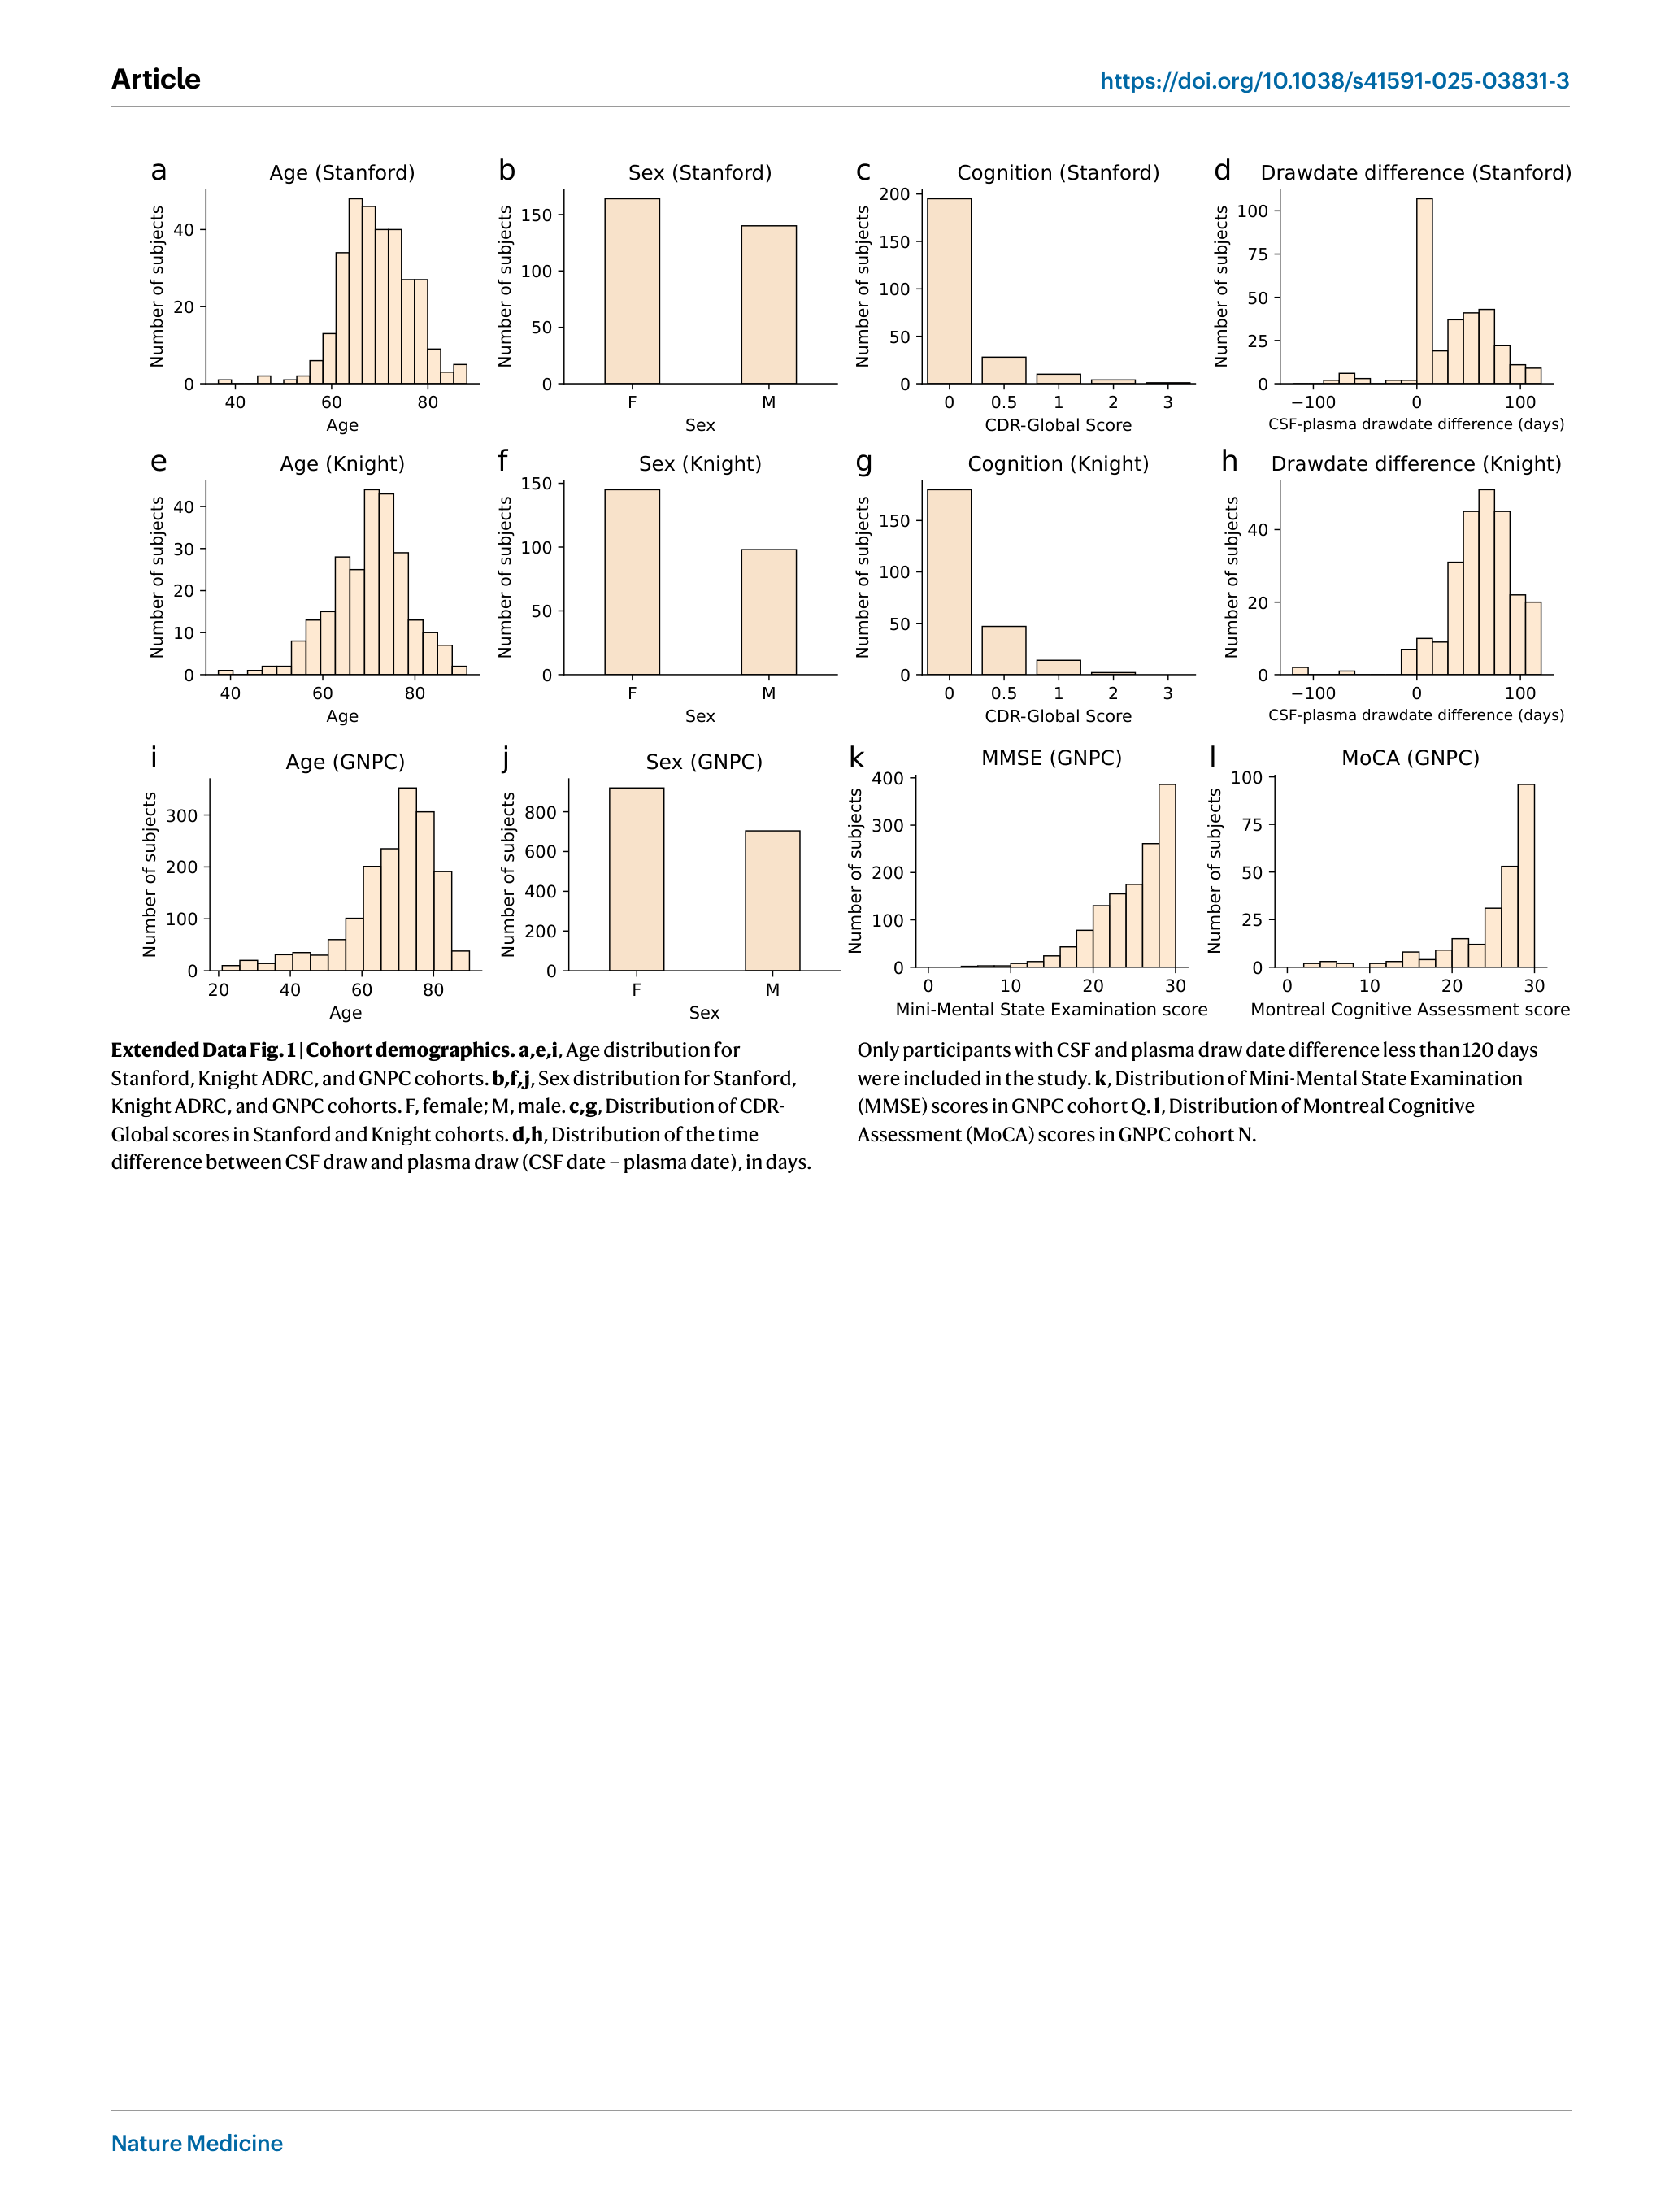 Article
https://doi.org/10.1038/s41591-025-03831-3
a
Age (Stanford)
Number of subjects
40
20
0
40 60 80
Age
b
Sex (Stanford)
Number of subjects
150
100
50
0
F M
Sex
c
Cognition (Stanford)
Number of subjects
200
150
100
50
0
0 0.5 1 2 3
CDR-Global Score
d
Drawdate difference (Stanford)
Number of subjects
100
75
50
25
0
−100 0 100
CSF-plasma drawdate difference (days)
e
Age (Knight)
Number of subjects
40
30
20
10
0
40 60 80
Age
f
Sex (Knight)
Number of subjects
150
100
50
0
F M
Sex
g
Cognition (Knight)
Number of subjects
150
100
50
0
0 0.5 1 2 3
CDR-Global Score
h
Drawdate difference (Knight)
Number of subjects
40
20
0
−100 0 100
CSF-plasma drawdate difference (days)
i
Age (GNPC)
Number of subjects
300
200
100
0
20 40 60 80
Age
j
Sex (GNPC)
Number of subjects
800
600
400
200
0
F M
Sex
k
MMSE (GNPC)
Number of subjects
400
300
200
100
0
0 10 20 30
Mini-Mental State Examination score
l
MoCA (GNPC)
Number of subjects
100
75
50
25
0
0 10 20 30
Montreal Cognitive Assessment score
Extended Data Fig. 1 | Cohort demographics. a,e,i, Age distribution for
Stanford, Knight ADRC, and GNPC cohorts. b,f,j, Sex distribution for Stanford,
Knight ADRC, and GNPC cohorts. F, female; M, male. c,g, Distribution of CDR-
Global scores in Stanford and Knight cohorts. d,h, Distribution of the time
difference between CSF draw and plasma draw (CSF date – plasma date), in days.
Only participants with CSF and plasma draw date difference less than 120 days
were included in the study. k, Distribution of Mini-Mental State Examination
(MMSE) scores in GNPC cohort Q. l, Distribution of Montreal Cognitive
Assessment (MoCA) scores in GNPC cohort N.
Nature Medicine